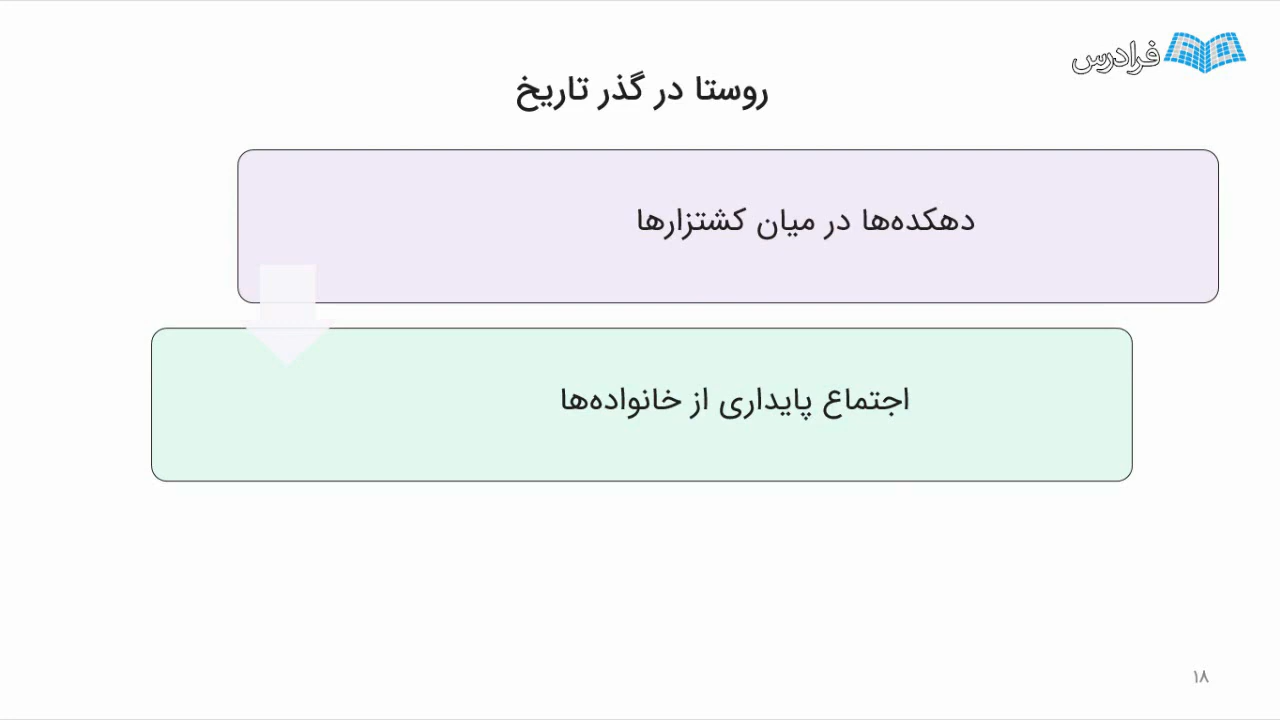 فرادرس
روستا در گذر تاریخ
دهکده‌ها در میان کشتزارها
اجتماع پایداری از خانواده‌ها
۱۸